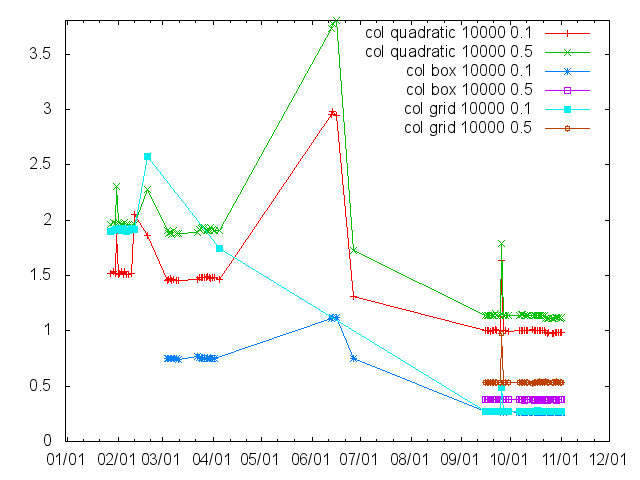 col quadratic 10000 0.1
col quadratic 10000 0.5
col box 10000 0.1
col box 10000 0.5
col grid 10000 0.1
col grid 10000 0.5
3.5
3
2.5
2
1.5
1
0.5
0
01/01 02/01 03/01 04/01 05/01 06/01 07/01 08/01 09/01 10/01 11/01 12/01